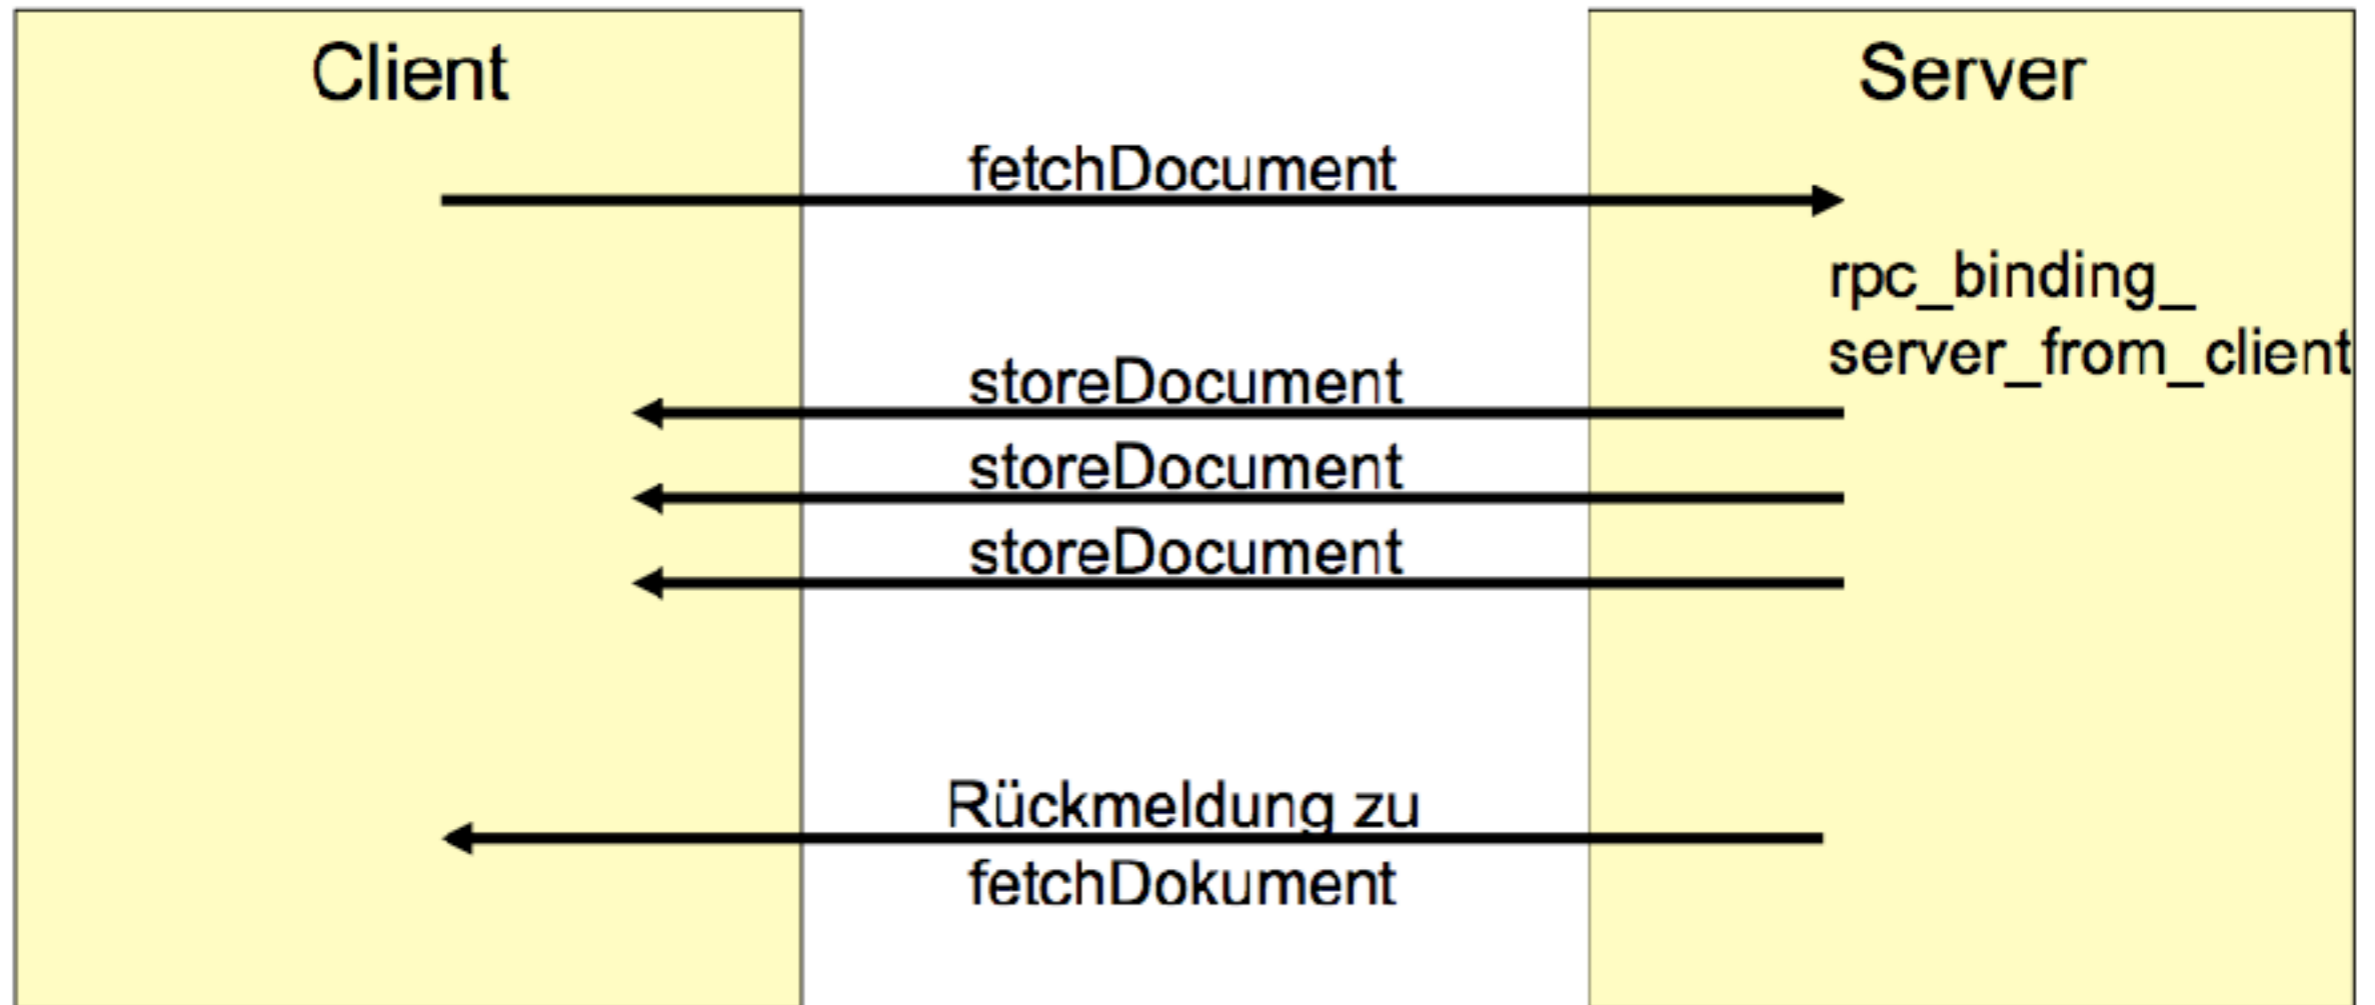 Client
Server
fetchDocument
rpc_binding_
server_from_client
storeDocument
storeDocument
storeDocument
Rückmeldung zu
fetchDokument